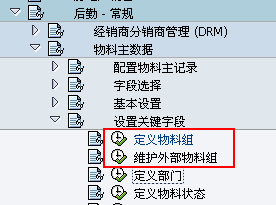 后勤 - 常规
经销商分销商管理 (DRM)
物料主数据
配置物料主记录
字段选择
基本设置
设置关键字段
定义物料组
维护外部物料组
定义部门
定义物料状态